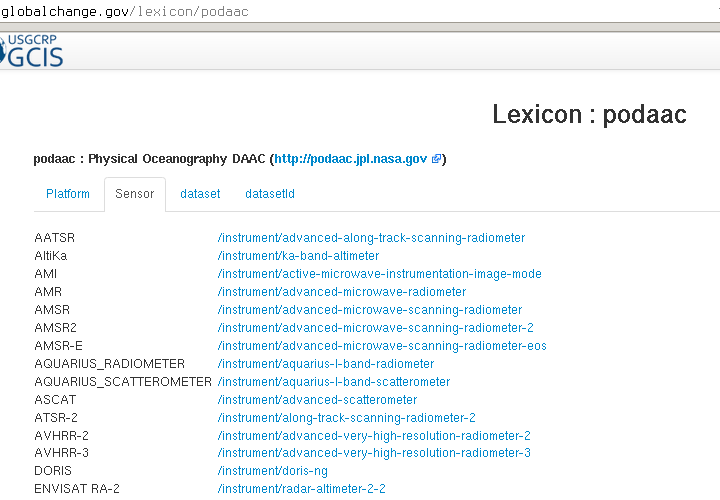 globalchange.gov/lexicon/podaac
USGCRP
GCIS
Lexicon : podaac
podaac : Physical Oceanography DAAC (http://podaac.jpl.nasa.gov)
Platform Sensor dataset datasetId
AATSR /instrument/advanced-along-track-scanning-radiometer
AltiKa /instrument/ka-band-altimeter
AMI /instrument/active-microwave-instrumentation-image-mode
AMR /instrument/advanced-microwave-radiometer
AMSR /instrument/advanced-microwave-scanning-radiometer
AMSR2 /instrument/advanced-microwave-scanning-radiometer-2
AMSR-E /instrument/advanced-microwave-scanning-radiometer-eos
AQUARIUS_RADIOMETER /instrument/aquarius-l-band-radiometer
AQUARIUS_SCATTEROMETER /instrument/aquarius-l-band-scatterometer
ASCAT /instrument/advanced-scatterometer
ATSR-2 /instrument/along-track-scanning-radiometer-2
AVHRR-2 /instrument/advanced-very-high-resolution-radiometer-2
AVHRR-3 /instrument/advanced-very-high-resolution-radiometer-3
DORIS /instrument/doris-ng
ENVISAT RA-2 /instrument/radar-altimeter-2-2